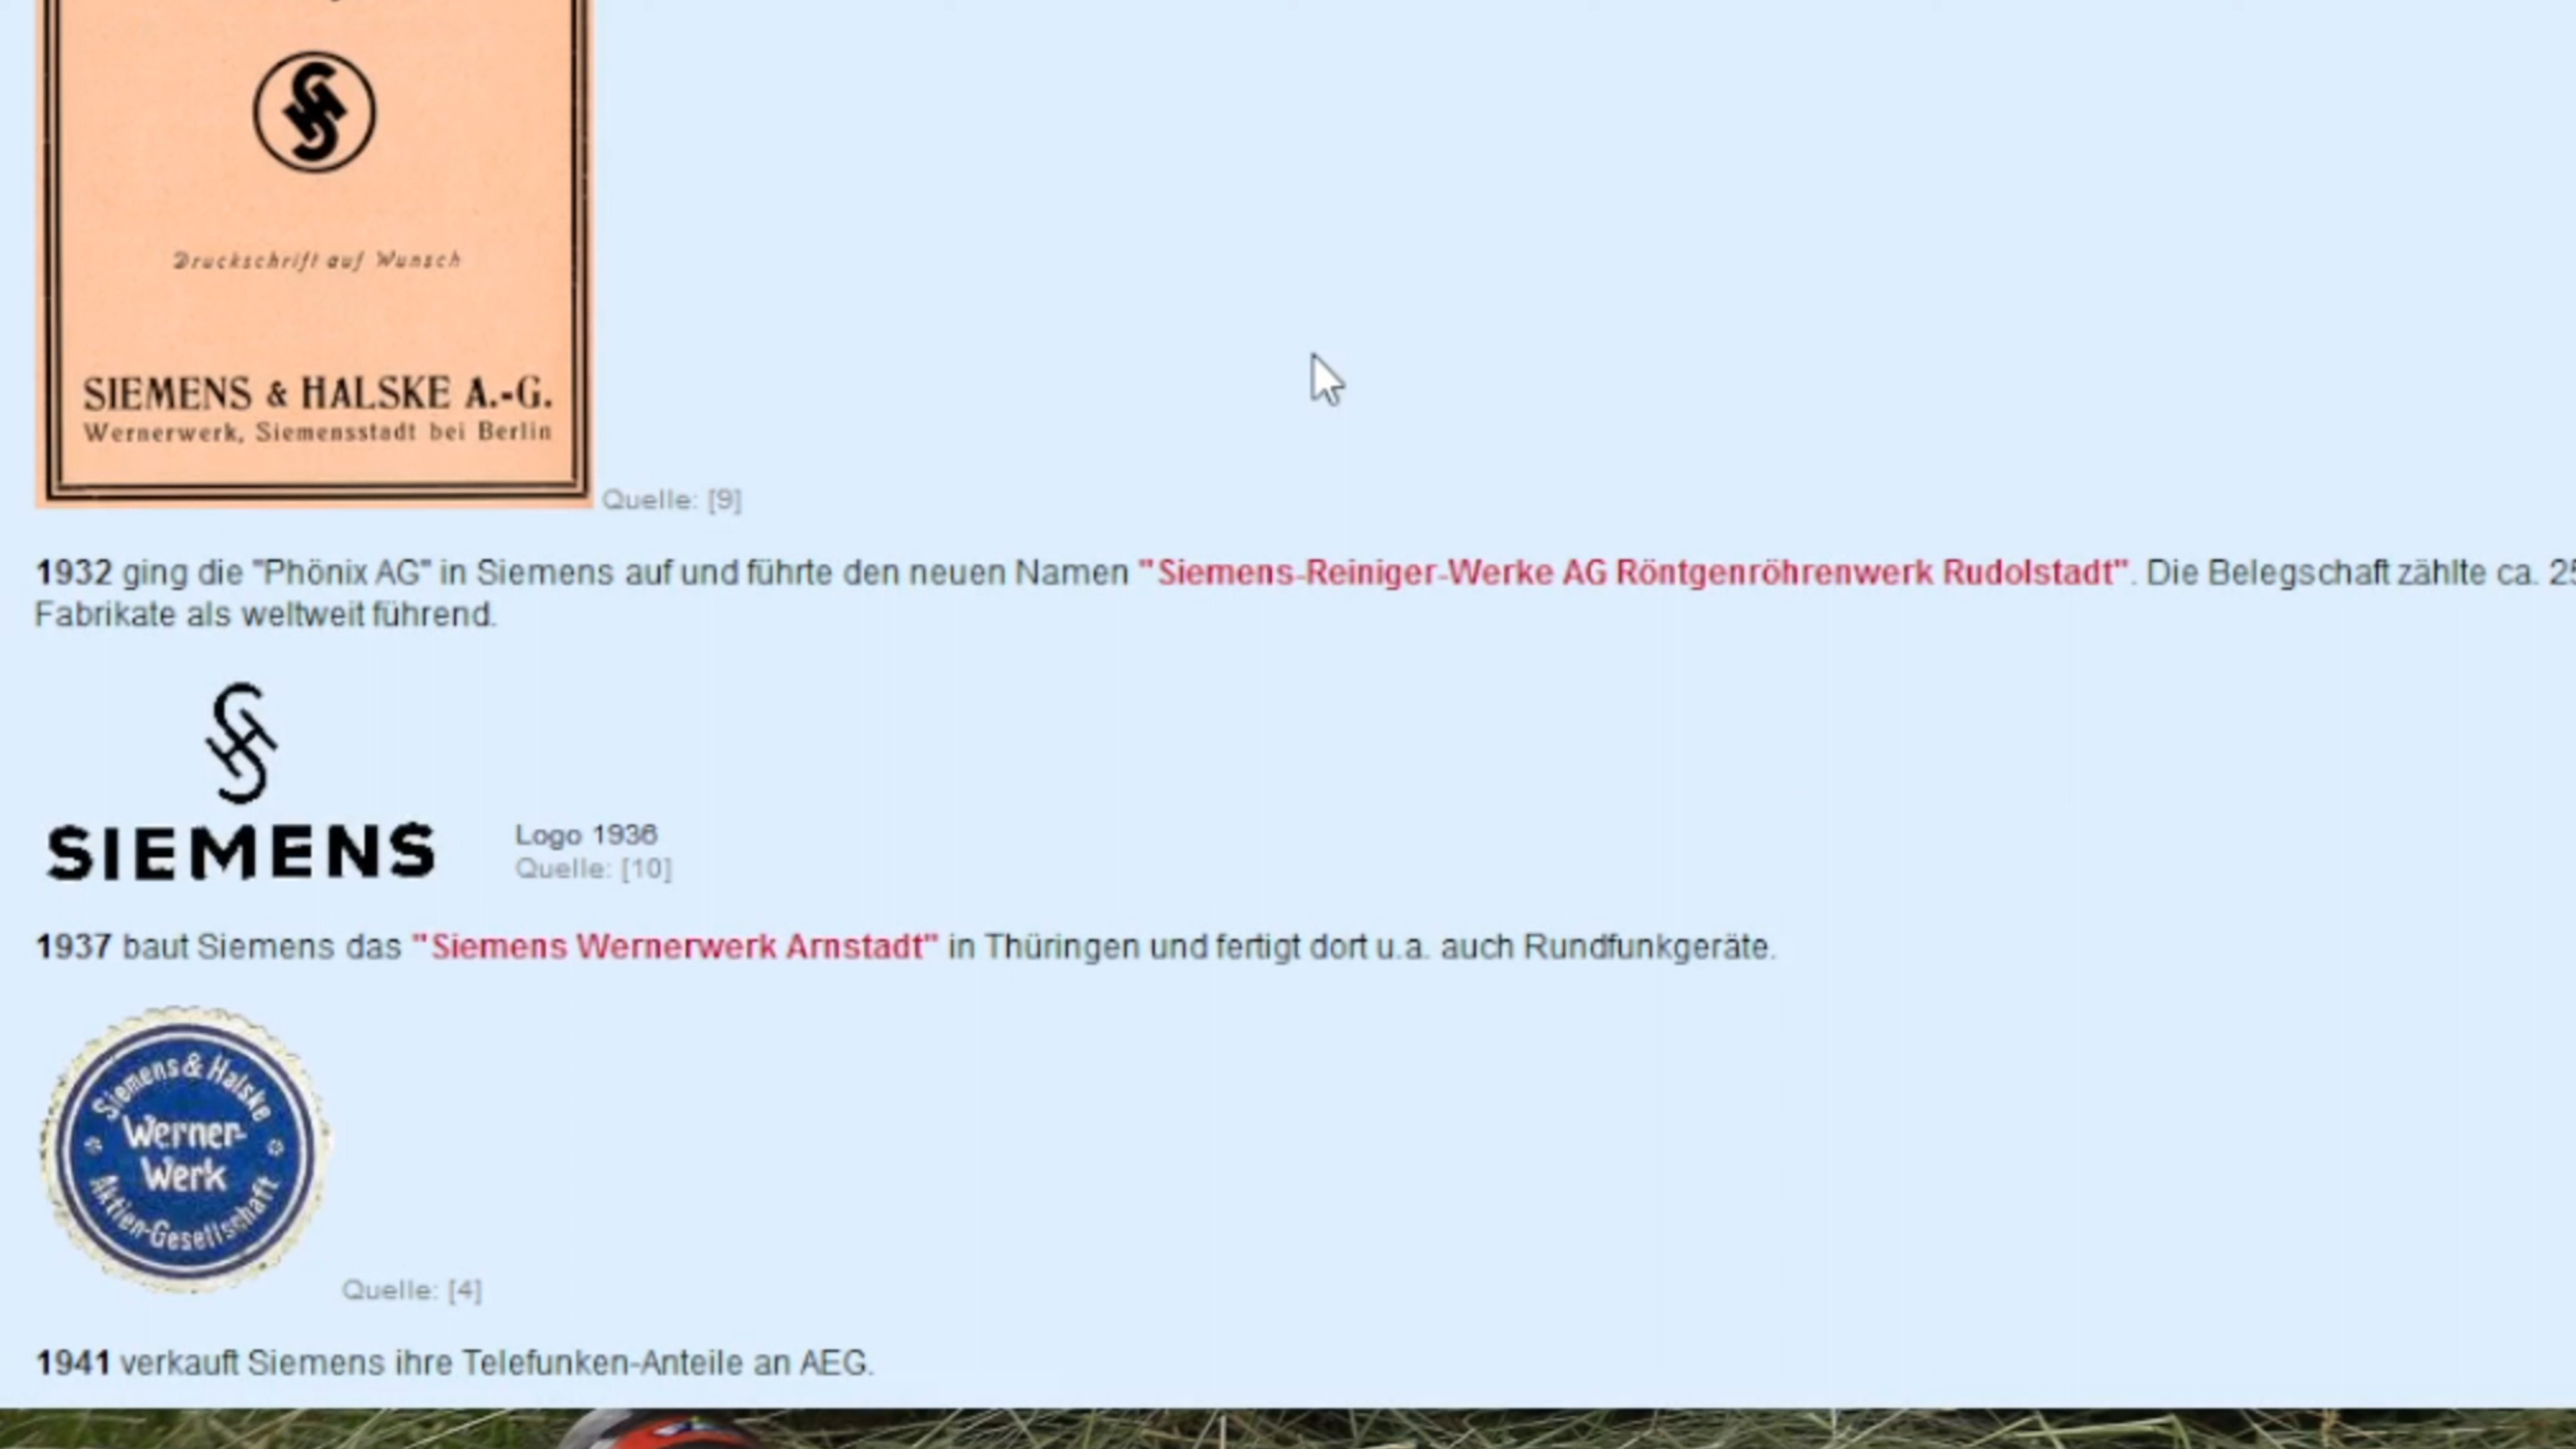 Druckschrift auf Wunsch
SIEMENS & HALSKE A.-G.
Wernerwerk, Siemensstadt bei Berlin
Quelle: [9]
1932 ging die "Phönix AG" in Siemens auf und führte den neuen Namen "Siemens-Reiniger-Werke AG Röntgenröhrenwerk Rudolstadt". Die Belegschaft zählte ca.
Fabrikate als weltweit führend.
SIEMENS
Logo 1936
Quelle: [10]
1937 baut Siemens das "Siemens Wernerwerk Arnstadt" in Thüringen und fertigt dort u.a. auch Rundfunkgeräte.
Siemens & Halske
Werner-
Werk
Aktien-Gesellschaft
Quelle: [4]
1941 verkauft Siemens ihre Telefunken-Anteile an AEG.